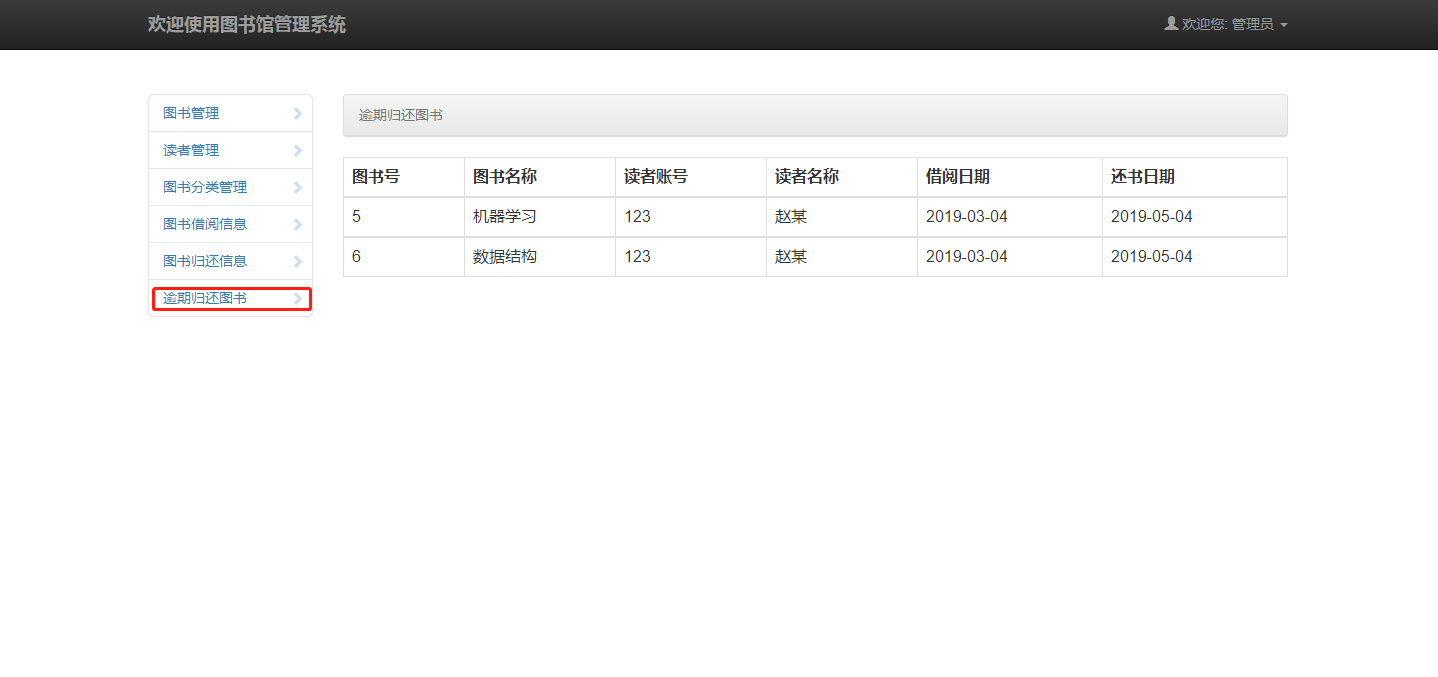 欢迎使用图书馆管理系统
欢迎您: 管理员
图书管理
读者管理
图书分类管理
图书借阅信息
图书归还信息
逾期归还图书
逾期归还图书
图书号 图书名称 读者账号 读者名称 借阅日期 还书日期
5 机器学习 123 赵某 2019-03-04 2019-05-04
6 数据结构 123 赵某 2019-03-04 2019-05-04